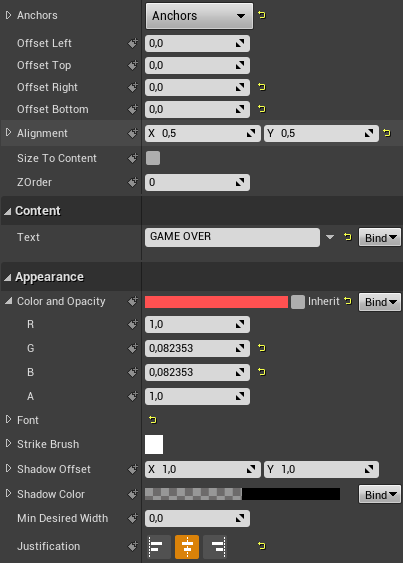 Anchors Anchors
Offset Left 0,0
Offset Top 0,0
Offset Right 0,0
Offset Bottom 0,0
Alignment X 0,5 Y 0,5
Size To Content
ZOrder 0
Content
Text GAME OVER Bind
Appearance
Color and Opacity Inherit Bind
R 1,0
G 0,082353
B 0,082353
A 1,0
Font
Strike Brush
Shadow Offset X 1,0 Y 1,0
Shadow Color Bind
Min Desired Width 0,0
Justification